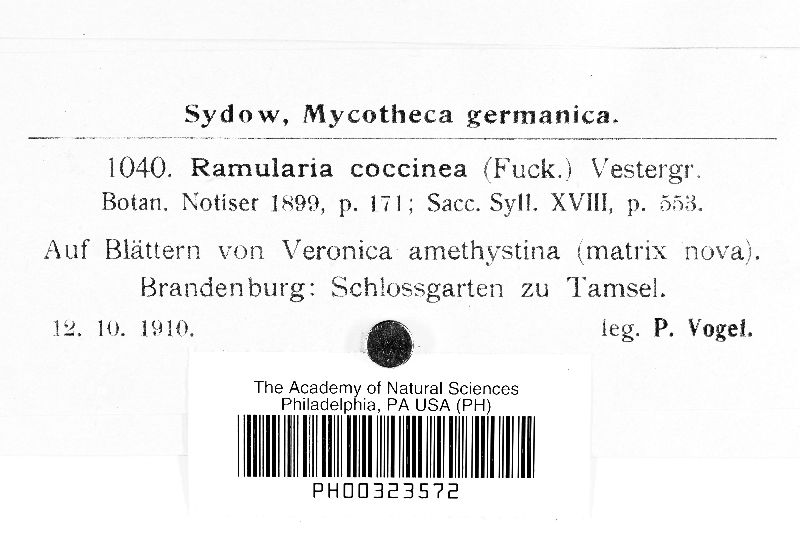 Sydow, Mycotheca germanica.
1040. Ramularia coccinea (Fuck.) Vestergr.
Botan. Notiser 1899, p. 171; Sacc. Syll. XVIII, p. 553.
Auf Blättern von Veronica amethystina (matrix nova).
Brandenburg: Schlossgarten zu Tamsel.
12. 10. 1910. leg. P. Vogel.
The Academy of Natural Sciences
Philadelphia, PA USA (PH)
PH00323572